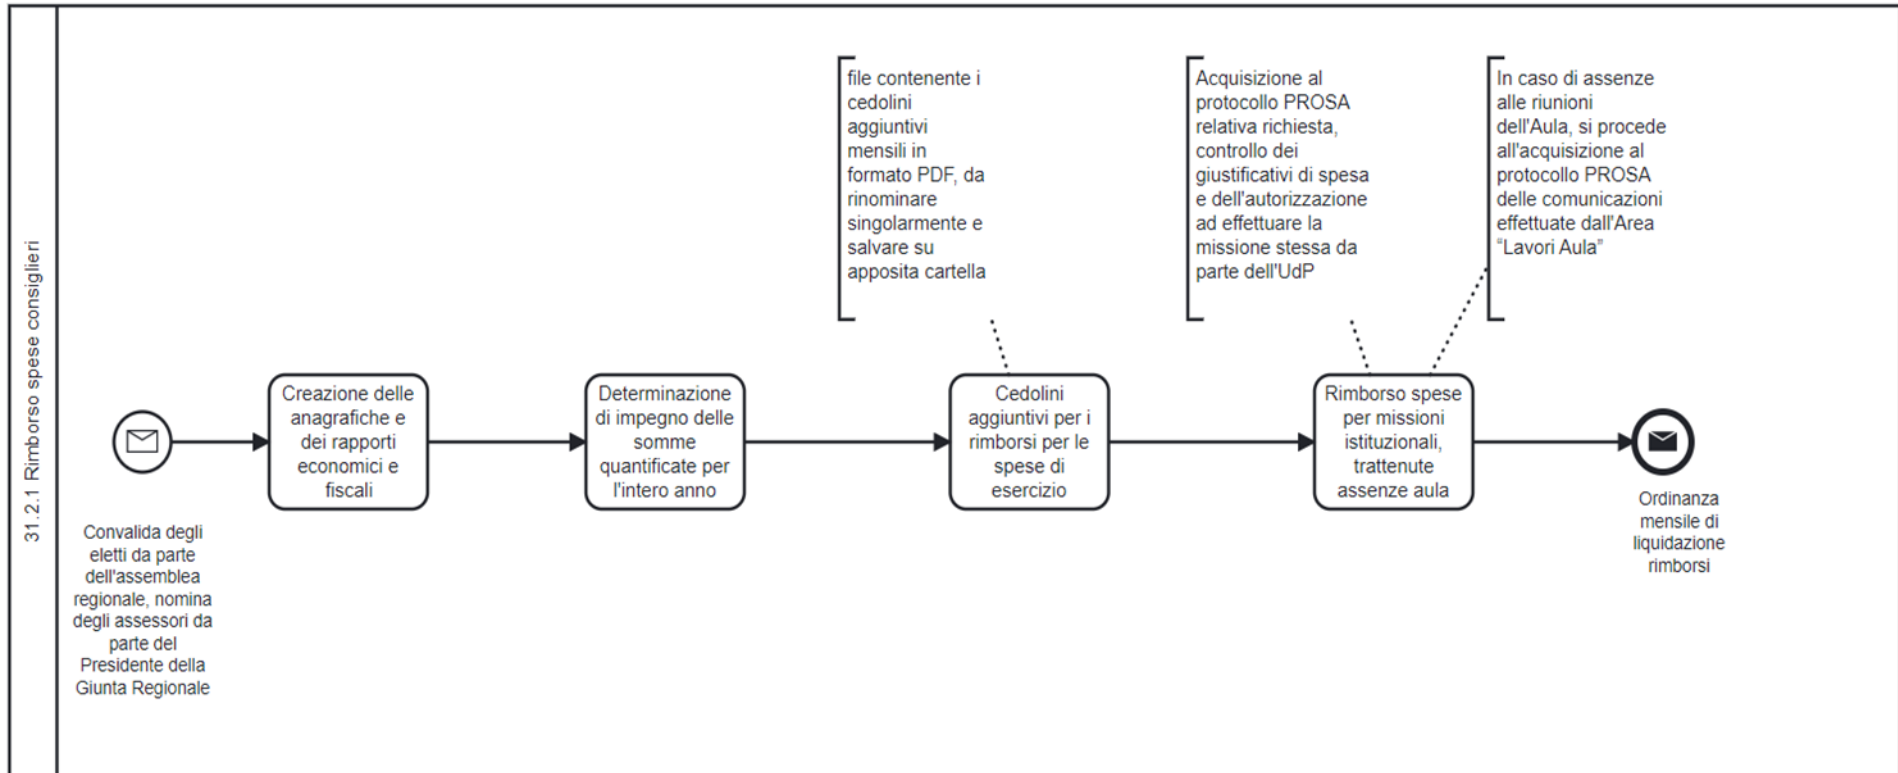 31.2.1 Rimborso spese consiglieri
file contenente i
cedolini
aggiuntivi
mensili in
formato PDF, da
rinominare
singolarmente e
salvare su
apposita cartella
Acquisizione al
protocollo PROSA
relativa richiesta,
controllo dei
giustificativi di spesa
e dell'autorizzazione
ad effettuare la
missione stessa da
parte dell'UdP
In caso di assenze
alle riunioni
dell'Aula, si procede
all'acquisizione al
protocollo PROSA
delle comunicazioni
effettuate dall'Area
“Lavori Aula”
Convalida degli
eletti da parte
dell'assemblea
regionale, nomina
degli assessori da
parte del
Presidente della
Giunta Regionale
Creazione delle
anagrafiche e
dei rapporti
economici e
fiscali
Determinazione
di impegno delle
somme
quantificate per
l'intero anno
Cedolini
aggiuntivi per i
rimborsi per le
spese di
esercizio
Rimborso spese
per missioni
istituzionali,
trattenute
assenze aula
Ordinanza
mensile di
liquidazione
rimborsi